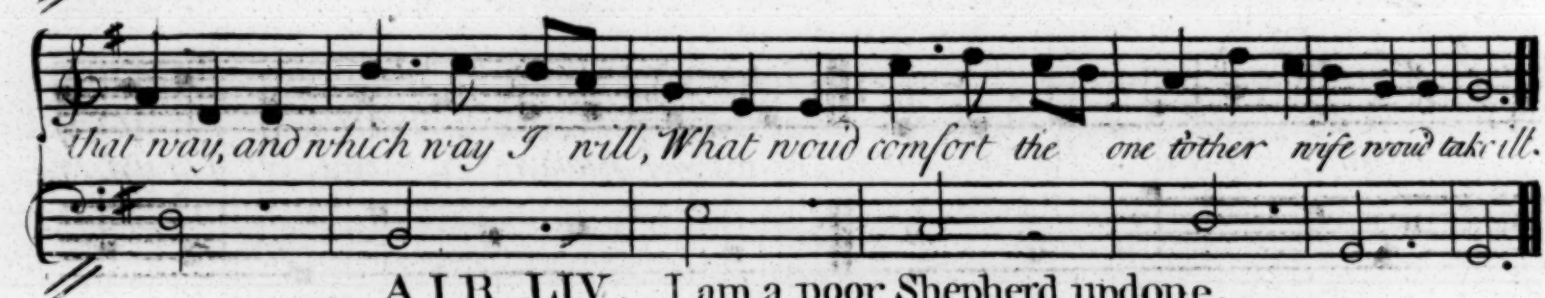 that way, and which way I will, What woud comfort the one tother wife woud take ill.
AIR LIV. I am a poor Shepherd undone.